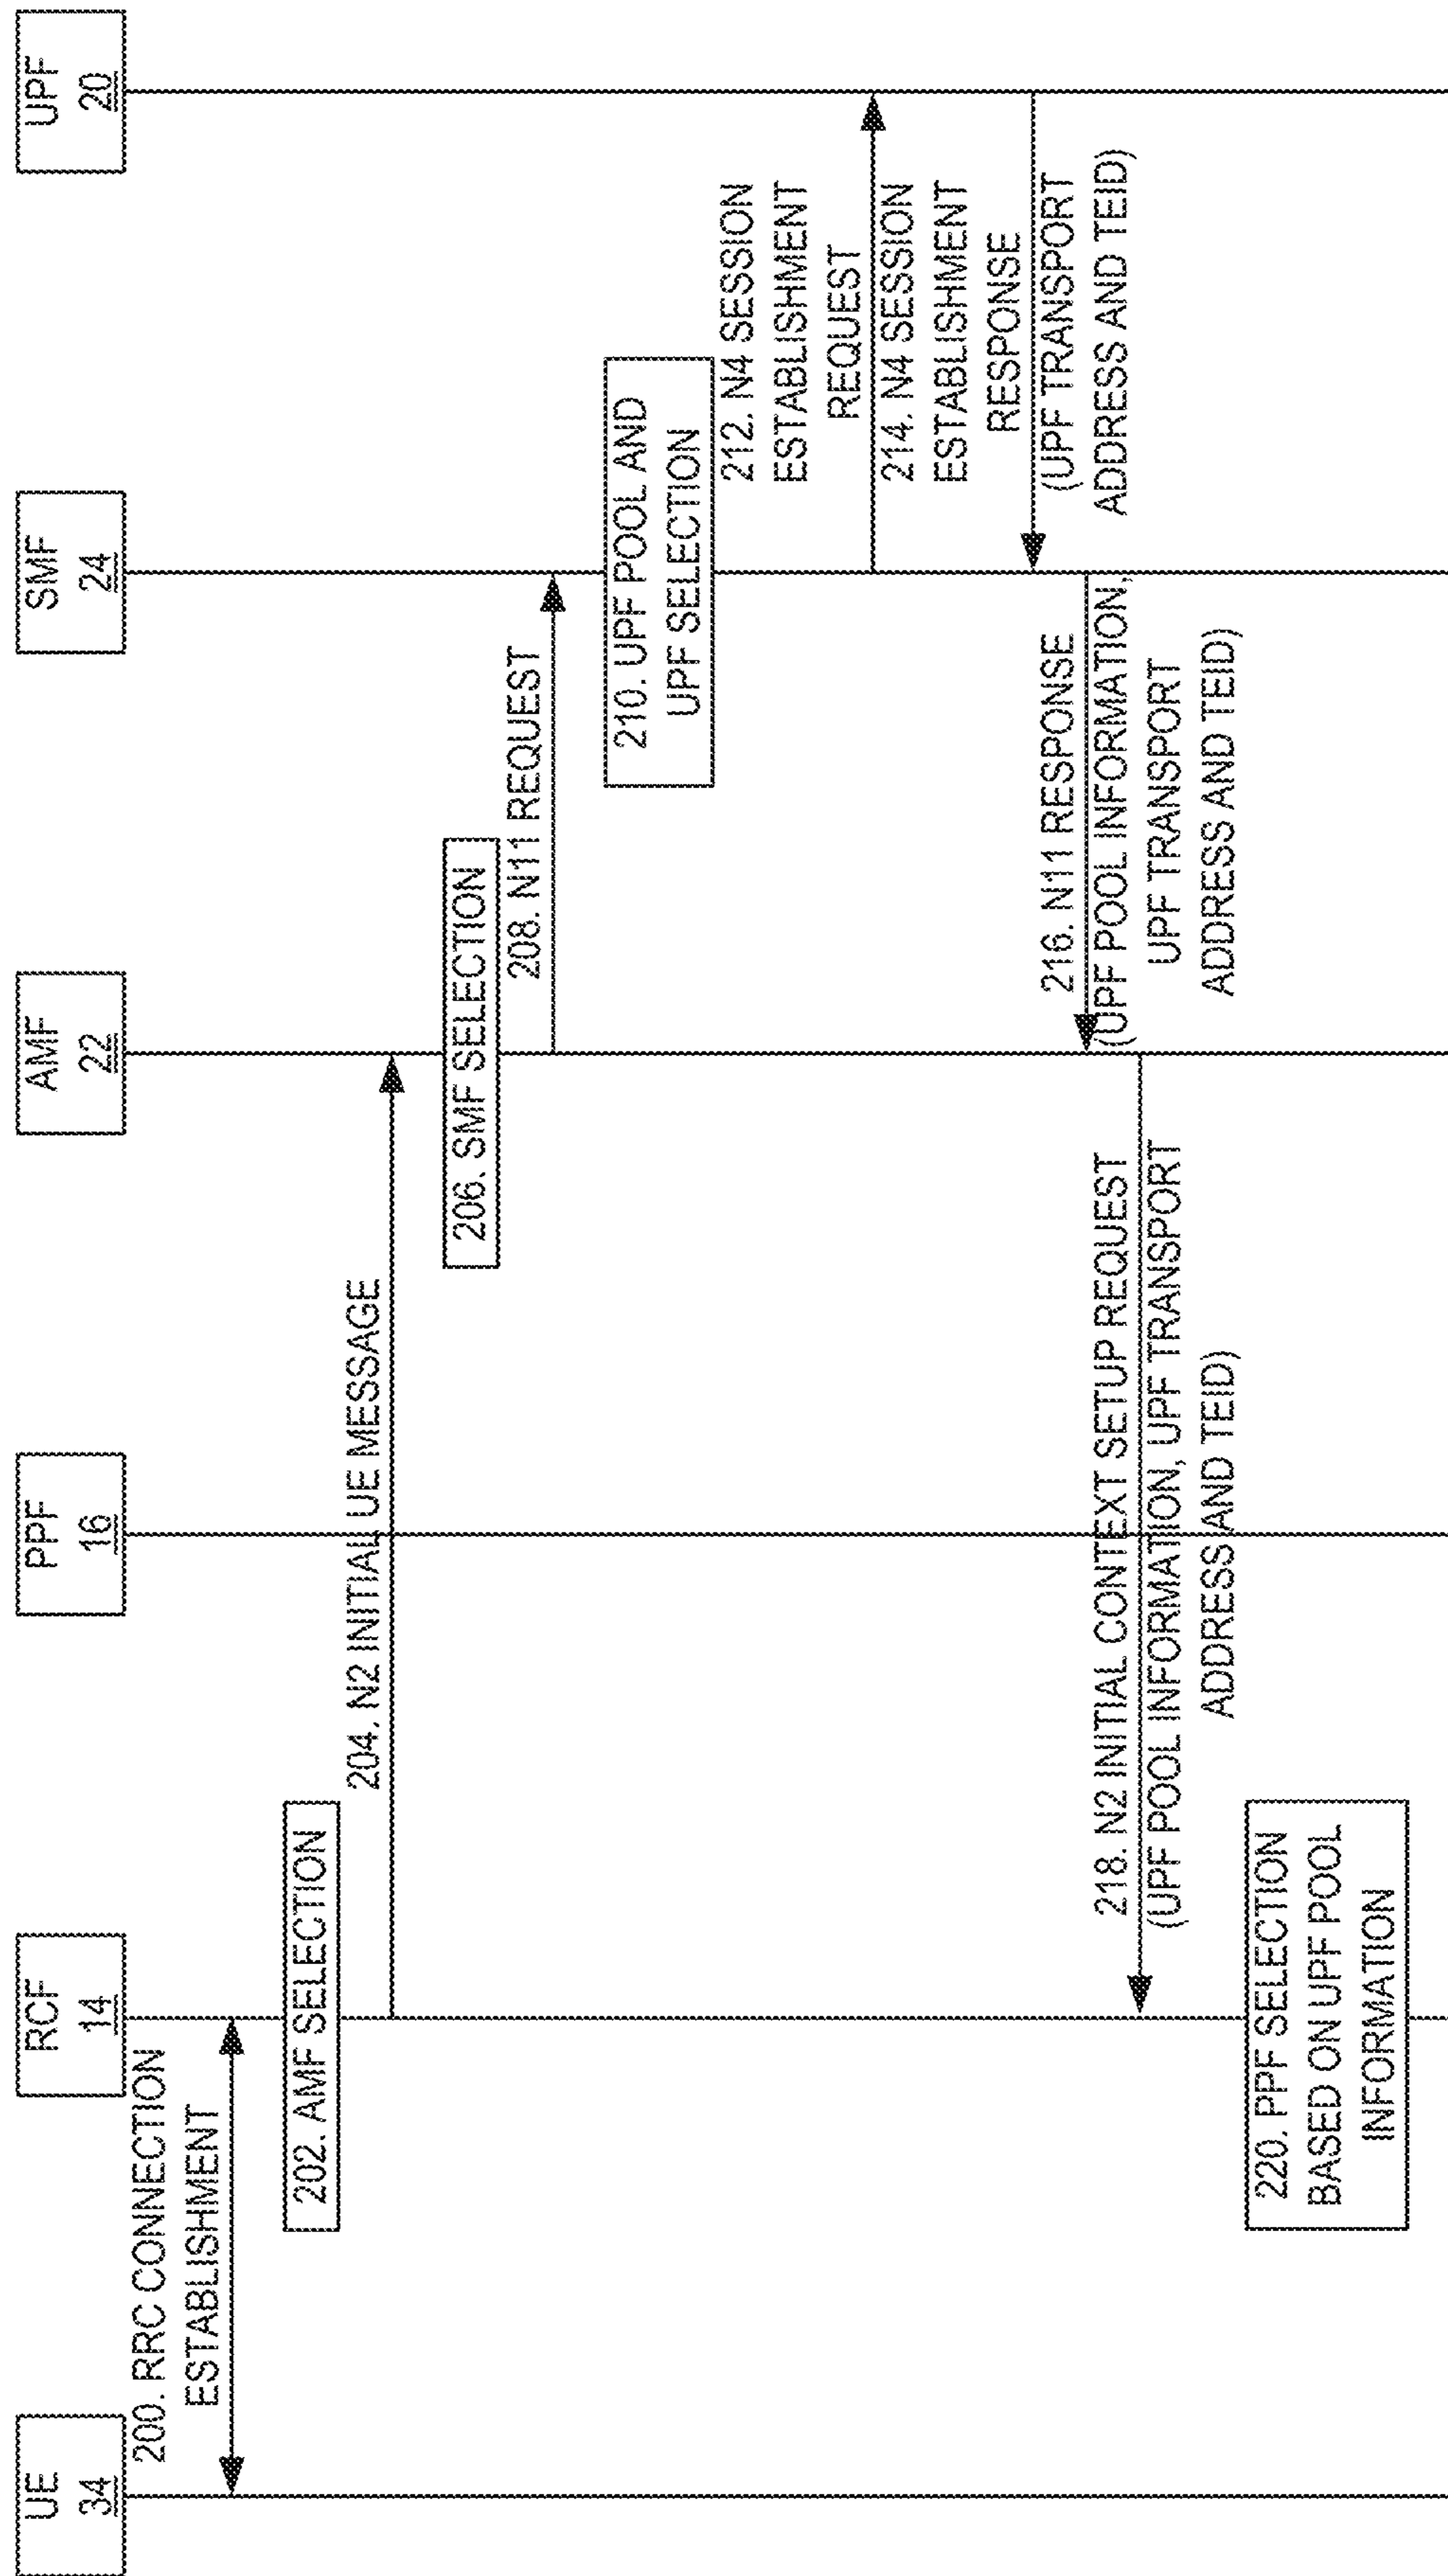 UE
34
RCF
14
PPF
16
AMF
22
SMF
24
UPF
20
200. RRC CONNECTION
ESTABLISHMENT
202. AMF SELECTION
204. N2 INITIAL UE MESSAGE
206. SMF SELECTION
208. N11 REQUEST
210. UPF POOL AND
UPF SELECTION
212. N4 SESSION
ESTABLISHMENT
REQUEST
214. N4 SESSION
ESTABLISHMENT
RESPONSE
(UPF TRANSPORT
ADDRESS AND TEID)
216. N11 RESPONSE
(UPF POOL INFORMATION,
UPF TRANSPORT
ADDRESS AND TEID)
218. N2 INITIAL CONTEXT SETUP REQUEST
(UPF POOL INFORMATION, UPF TRANSPORT
ADDRESS AND TEID)
220. PPF SELECTION
BASED ON UPF POOL
INFORMATION